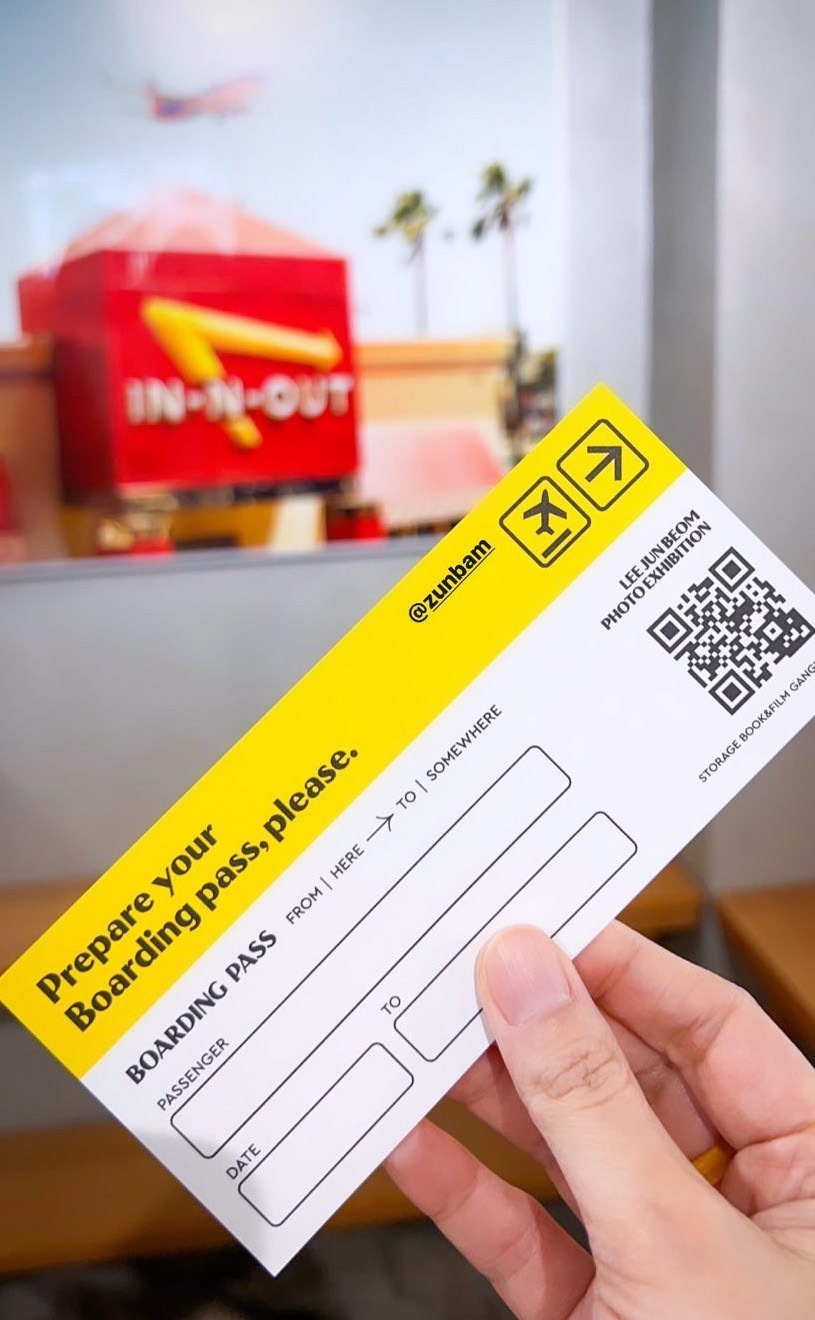 IN-N-OUT
@zunbam
Prepare your
Boarding pass, please.
LEE JUN BEOM
PHOTO EXHIBITION
BOARDING PASS
FROM | HERE → TO | SOMEWHERE
PASSENGER
DATE
TO
STORAGE BOOK&FILM GANG